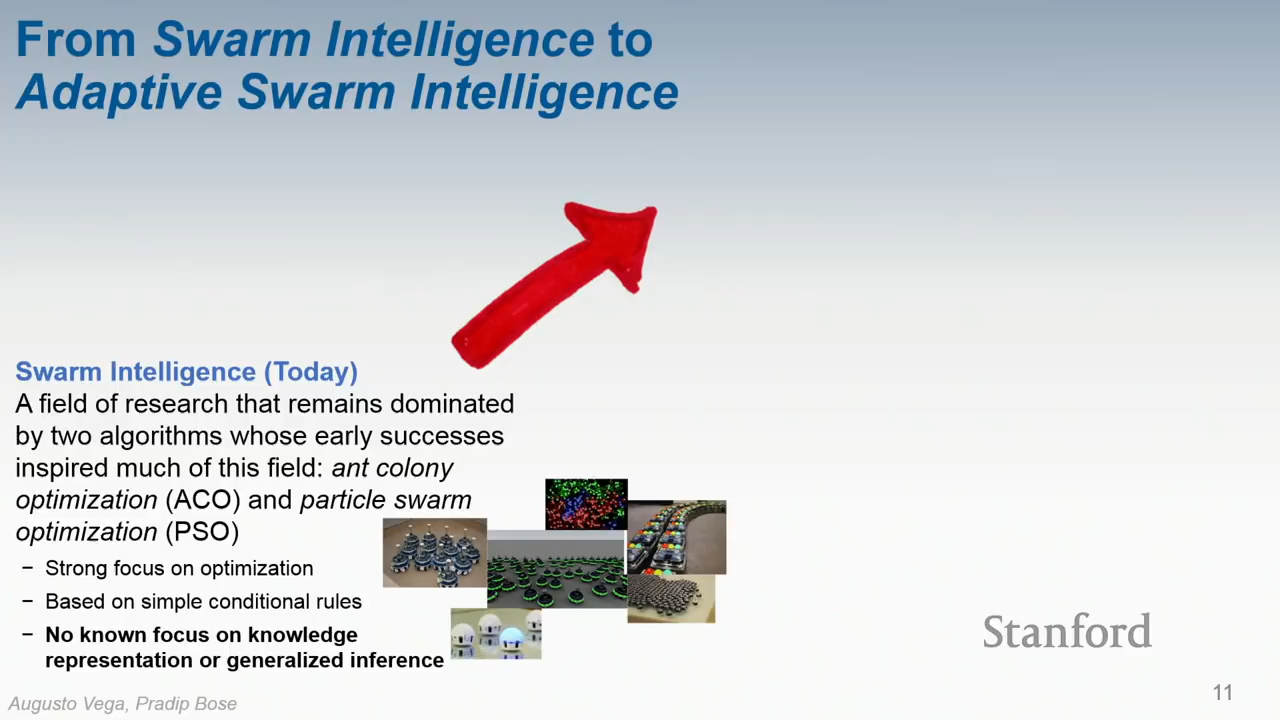 From Swarm Intelligence to
Adaptive Swarm Intelligence
Swarm Intelligence (Today)
A field of research that remains dominated
by two algorithms whose early successes
inspired much of this field: ant colony
optimization (ACO) and particle swarm
optimization (PSO)
− Strong focus on optimization
− Based on simple conditional rules
− No known focus on knowledge
representation or generalized inference
Stanford
Augusto Vega, Pradip Bose
11